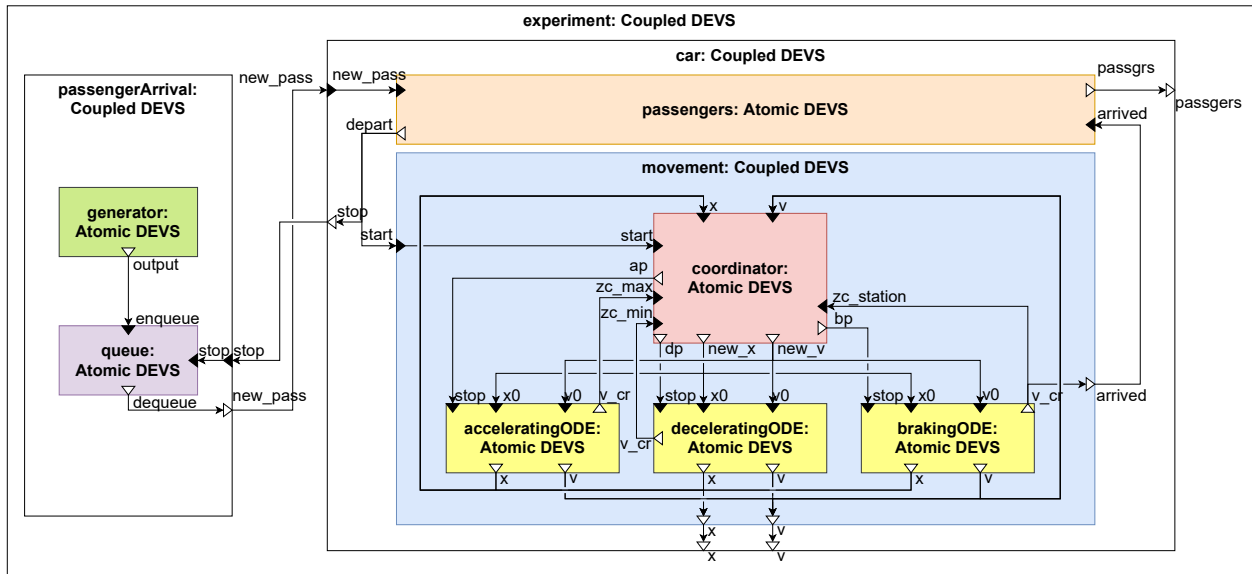 experiment: Coupled DEVS
car: Coupled DEVS
passengerArrival:
Coupled DEVS
new_pass
new_pass
passgrs
passgers
passengers: Atomic DEVS
depart
arrived
movement: Coupled DEVS
generator:
Atomic DEVS
output
stop
start
x
v
start
coordinator:
Atomic DEVS
ap
zc_max
zc_min
zc_station
bp
dp
new_x
new_v
enqueue
queue:
Atomic DEVS
stop
stop
dequeue
new_pass
stop
x0
v0
v_cr
stop
x0
v0
stop
x0
v0
v_cr
arrived
acceleratingODE:
Atomic DEVS
v_cr
deceleratingODE:
Atomic DEVS
brakingODE:
Atomic DEVS
x
v
x
v
x
v
x
v
x
v